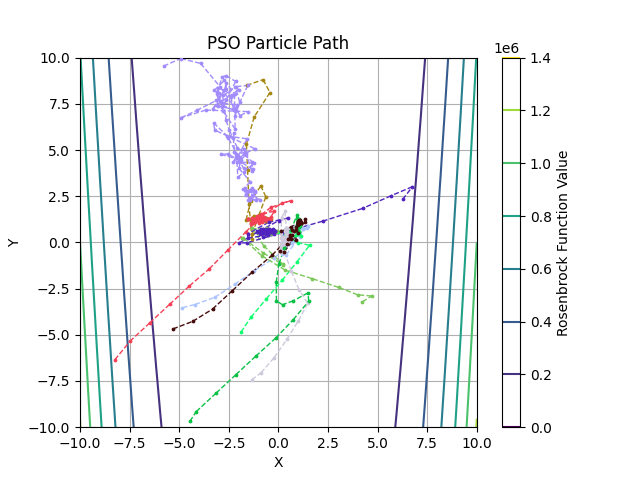 PSO Particle Path
1e6
10.0
7.5
5.0
2.5
0.0
−2.5
−5.0
−7.5
−10.0
Y
−10.0 −7.5 −5.0 −2.5 0.0 2.5 5.0 7.5 10.0
X
1.4
1.2
1.0
0.8
0.6
0.4
0.2
0.0
Rosenbrock Function Value